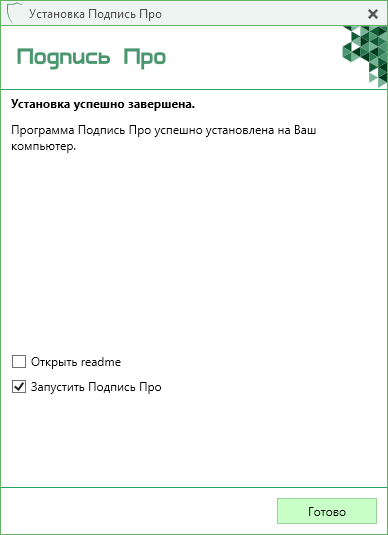 Установка Подпись Про
Подпись Про
Установка успешно завершена.
Программа Подпись Про успешно установлена на Ваш
компьютер.
Открыть readme
Запустить Подпись Про
Готово